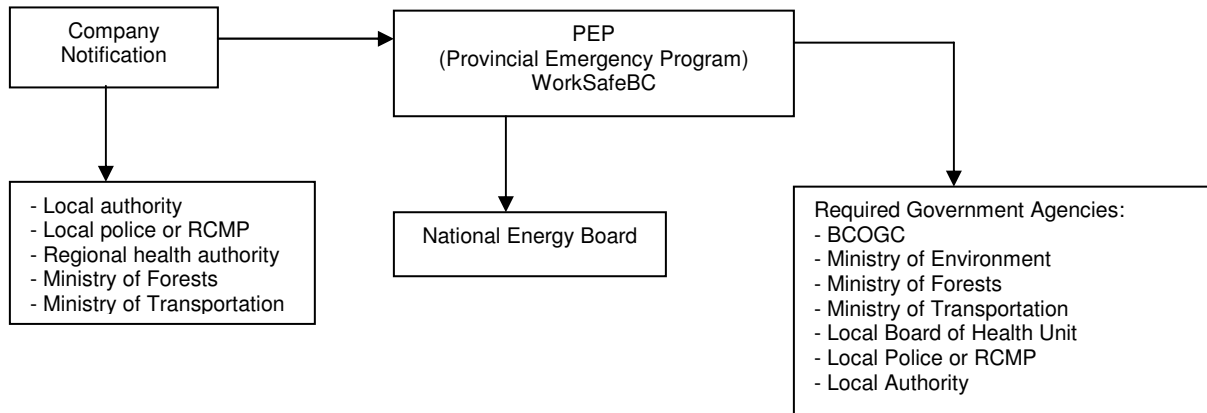 Company
Notification
PEP
(Provincial Emergency Program)
WorkSafeBC
- Local authority
- Local police or RCMP
- Regional health authority
- Ministry of Forests
- Ministry of Transportation
National Energy Board
Required Government Agencies:
- BCOGC
- Ministry of Environment
- Ministry of Forests
- Ministry of Transportation
- Local Board of Health Unit
- Local Police or RCMP
- Local Authority